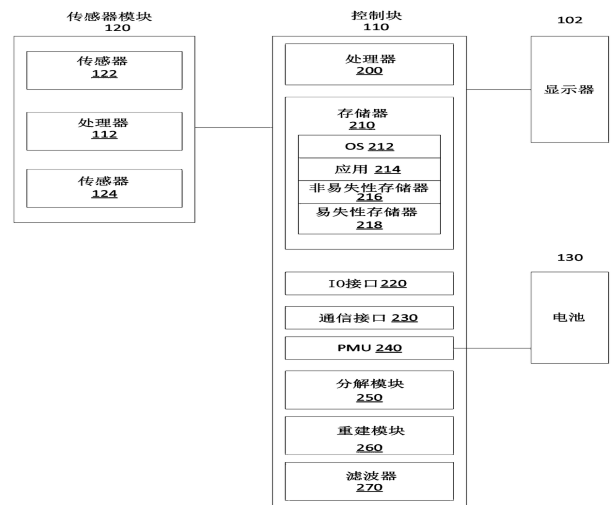 传感器模块
120
传感器
122
处理器
112
传感器
124
控制块
110
处理器
200
存储器
210
OS 212
应用 214
非易失性存储器
216
易失性存储器
218
IO接口 220
通信接口 230
PMU 240
分解模块
250
重建模块
260
滤波器
270
102
显示器
130
电池